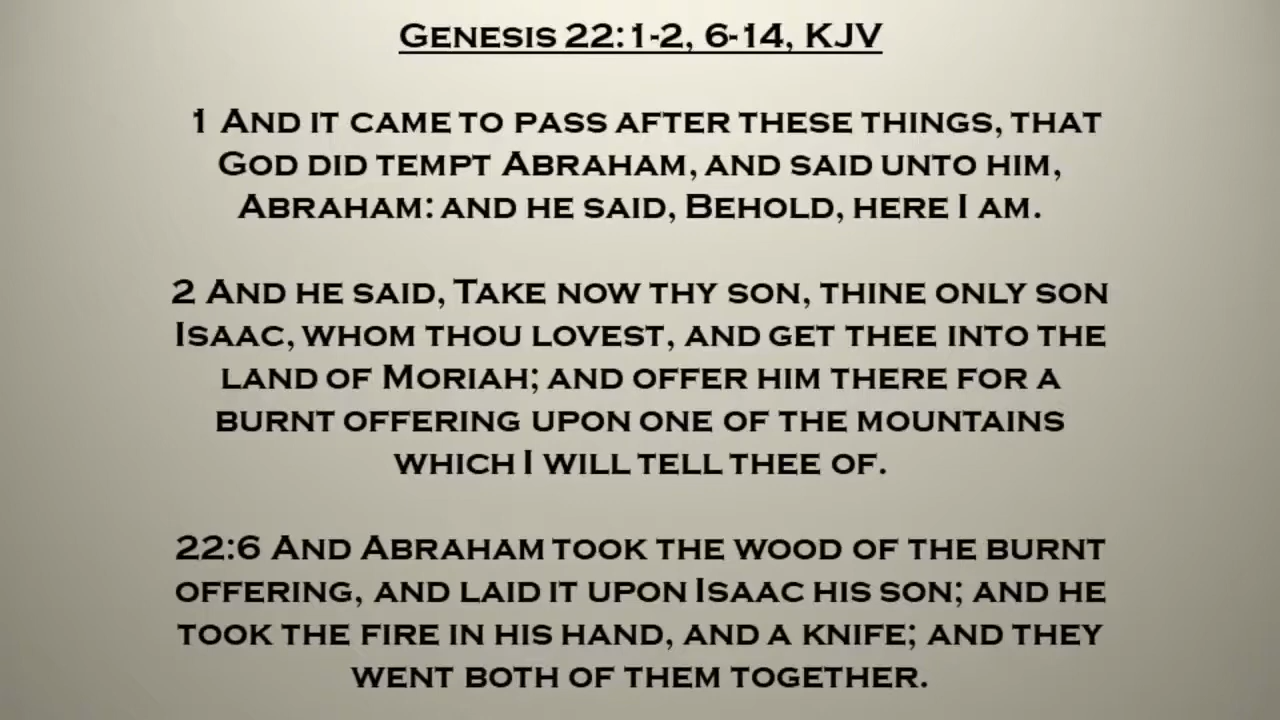 Genesis 22:1-2, 6-14, KJV
1 And it came to pass after these things, that
God did tempt Abraham, and said unto him,
Abraham: and he said, Behold, here I am.
2 And he said, Take now thy son, thine only son
Isaac, whom thou lovest, and get thee into the
land of Moriah; and offer him there for a
burnt offering upon one of the mountains
which I will tell thee of.
22:6 And Abraham took the wood of the burnt
offering, and laid it upon Isaac his son; and he
took the fire in his hand, and a knife; and they
went both of them together.